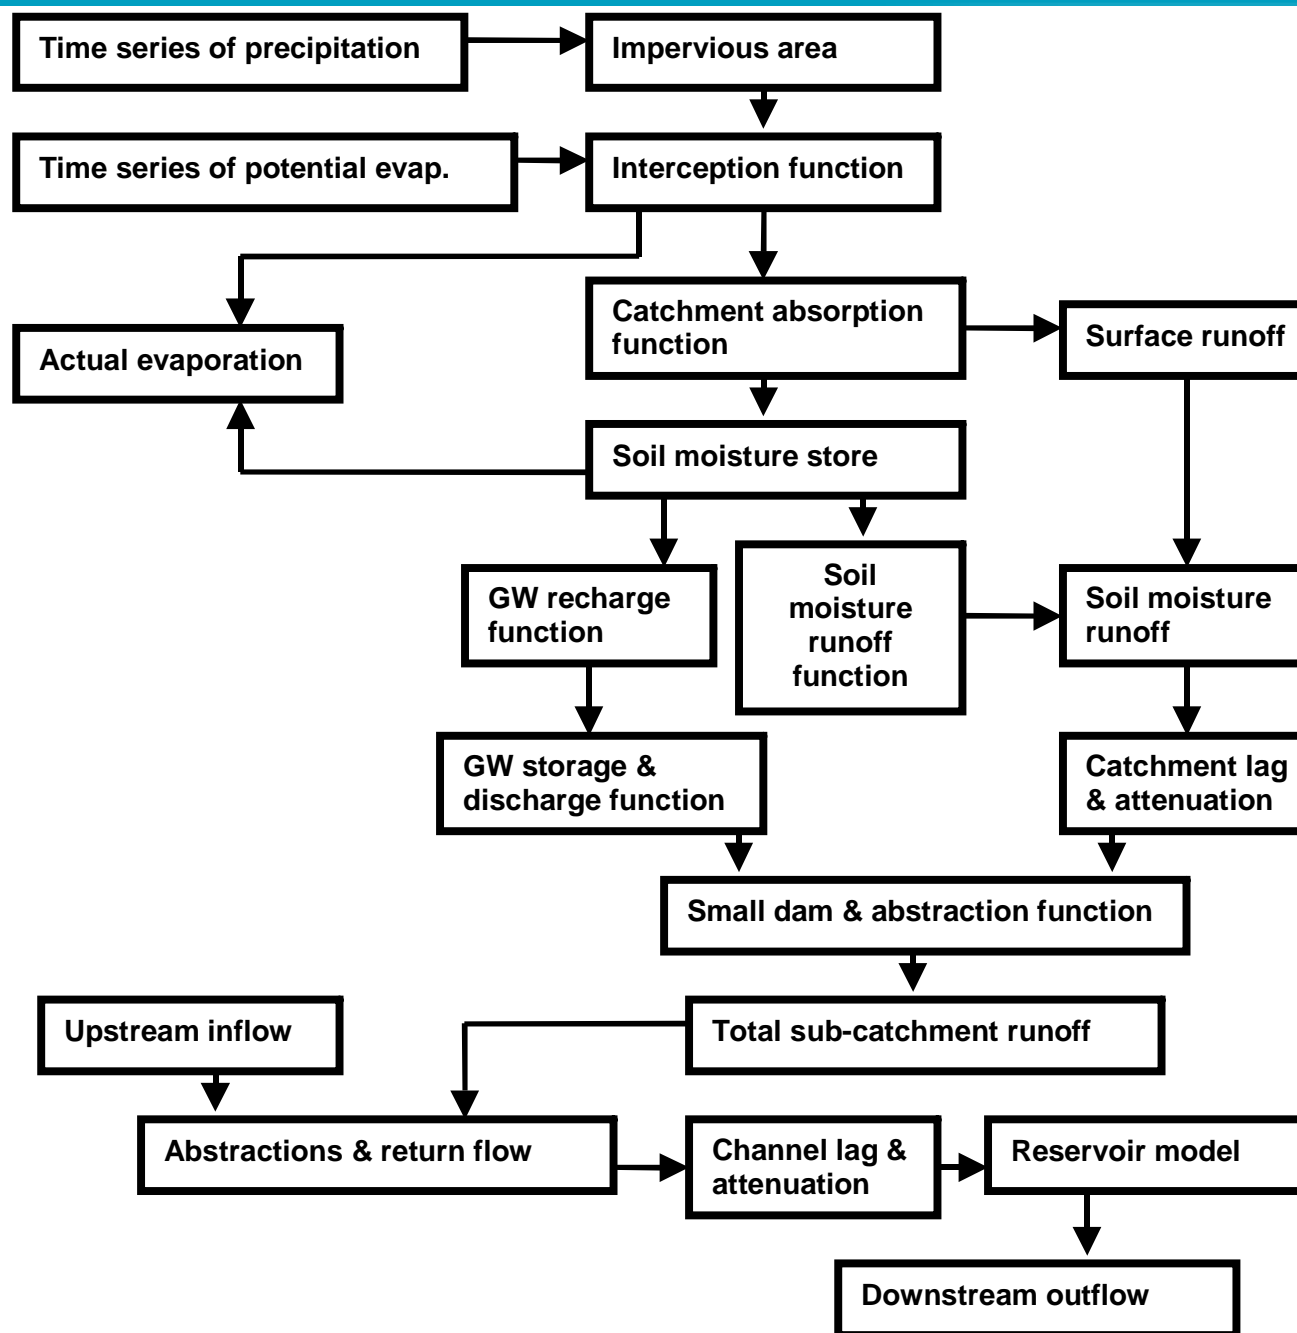 Time series of precipitation
Impervious area
Time series of potential evap.
Interception function
Catchment absorption
function
Surface runoff
Actual evaporation
Soil moisture store
GW recharge
function
Soil
moisture
runoff
function
Soil moisture
runoff
GW storage &
discharge function
Catchment lag
& attenuation
Small dam & abstraction function
Upstream inflow
Total sub-catchment runoff
Abstractions & return flow
Channel lag &
attenuation
Reservoir model
Downstream outflow